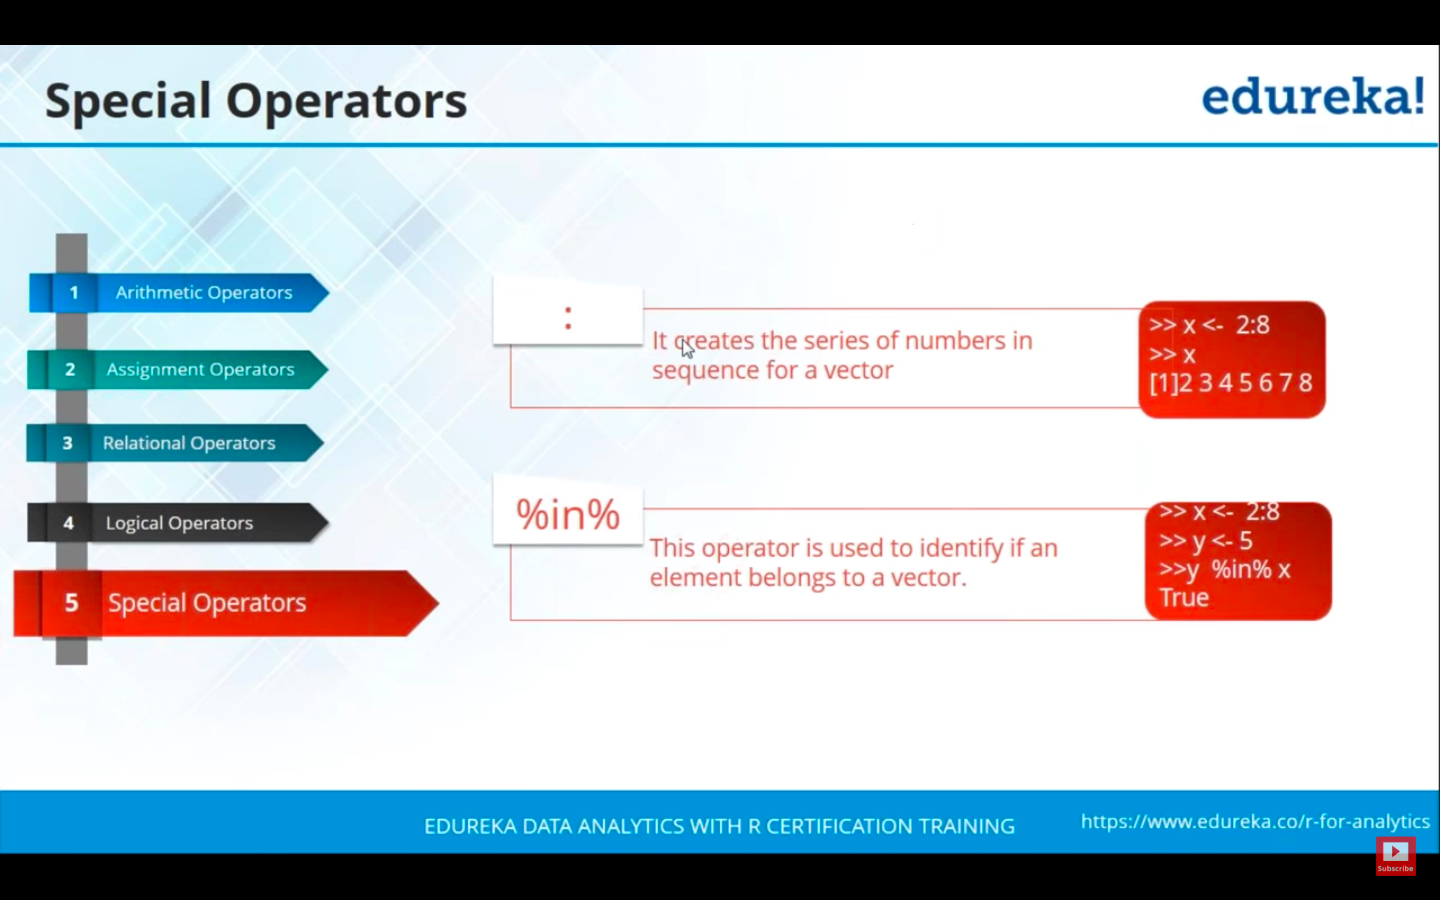 Special Operators
edureka!
1 Arithmetic Operators
2 Assignment Operators
3 Relational Operators
4 Logical Operators
5 Special Operators
:
It creates the series of numbers in
sequence for a vector
>> x <- 2:8
>> x
[1]2 3 4 5 6 7 8
%in%
This operator is used to identify if an
element belongs to a vector.
>> x <- 2:8
>> y <- 5
>>y %in% x
True
EDUREKA DATA ANALYTICS WITH R CERTIFICATION TRAINING
https://www.edureka.co/r-for-analytics
Subscribe